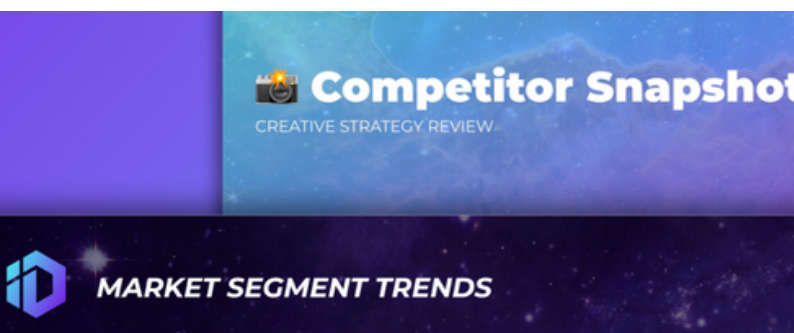 Competitor Snapshot
CREATIVE STRATEGY REVIEW
MARKET SEGMENT TRENDS